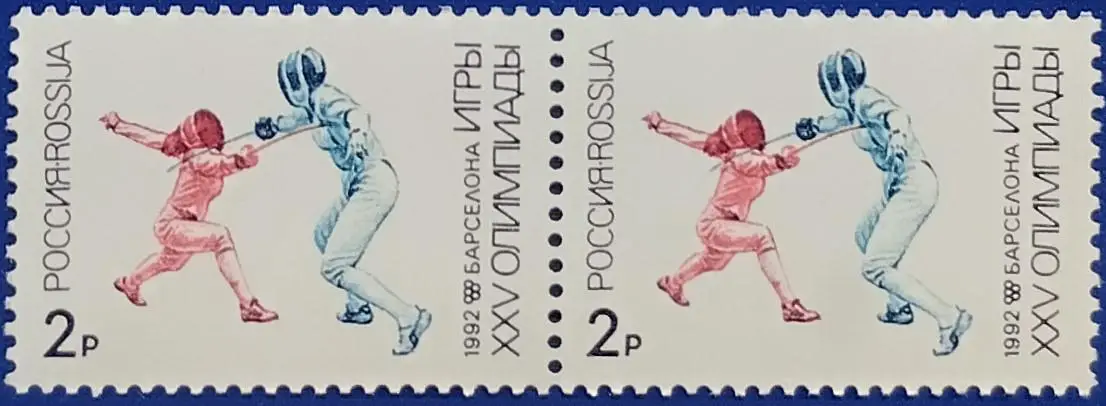 РОССИЯ·ROSSIJA
2р
1992 БАРСЕЛОНА ИГРЫ
XXV ОЛИМПИАДЫ
РОССИЯ·ROSSIJA
2р
1992 БАРСЕЛОНА ИГРЫ
XXV ОЛИМПИАДЫ